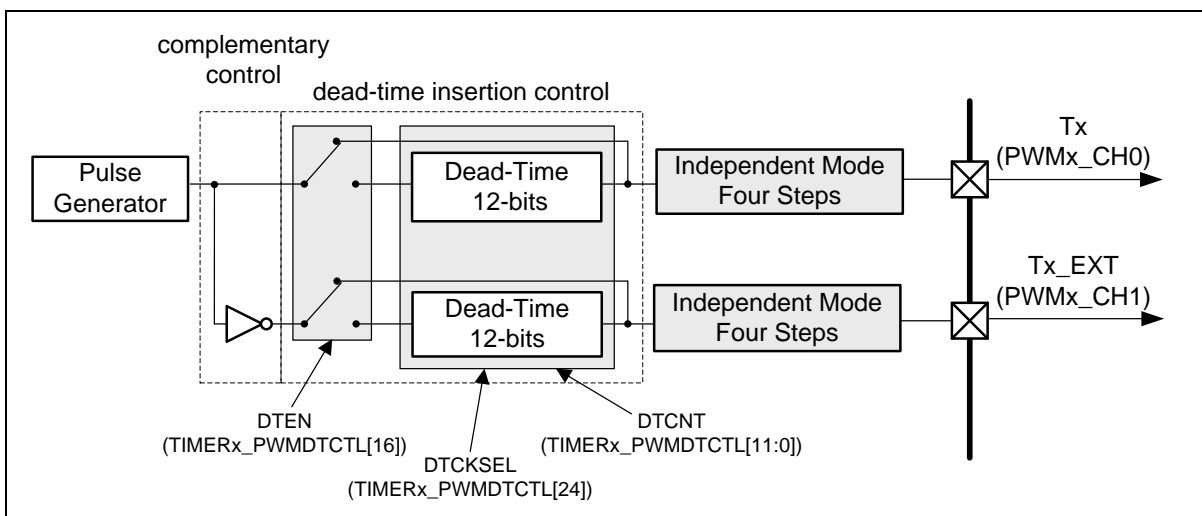 complementary
control
dead-time insertion control
Pulse
Generator
Dead-Time
12-bits
Independent Mode
Four Steps
Tx
(PWMx_CH0)
Dead-Time
12-bits
Independent Mode
Four Steps
Tx_EXT
(PWMx_CH1)
DTEN
(TIMERx_PWMDTCTL[16])
DTCKSEL
(TIMERx_PWMDTCTL[24])
DTCNT
(TIMERx_PWMDTCTL[11:0])